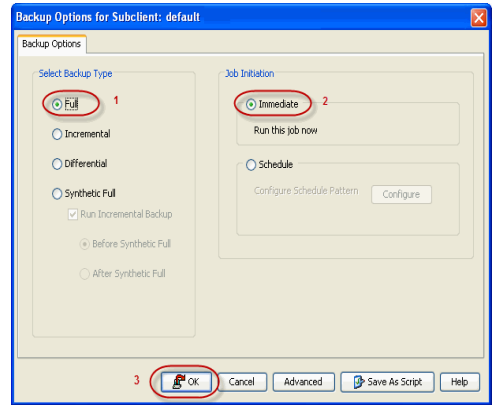 Backup Options for Subclient: default
Backup Options
Select Backup Type
Full
1
Incremental
Differential
Synthetic Full
Run Incremental Backup
Before Synthetic Full
After Synthetic Full
Job Initiation
Immediate
2
Run this job now
Schedule
Configure Schedule Pattern
Configure
3
OK
Cancel
Advanced
Save As Script
Help